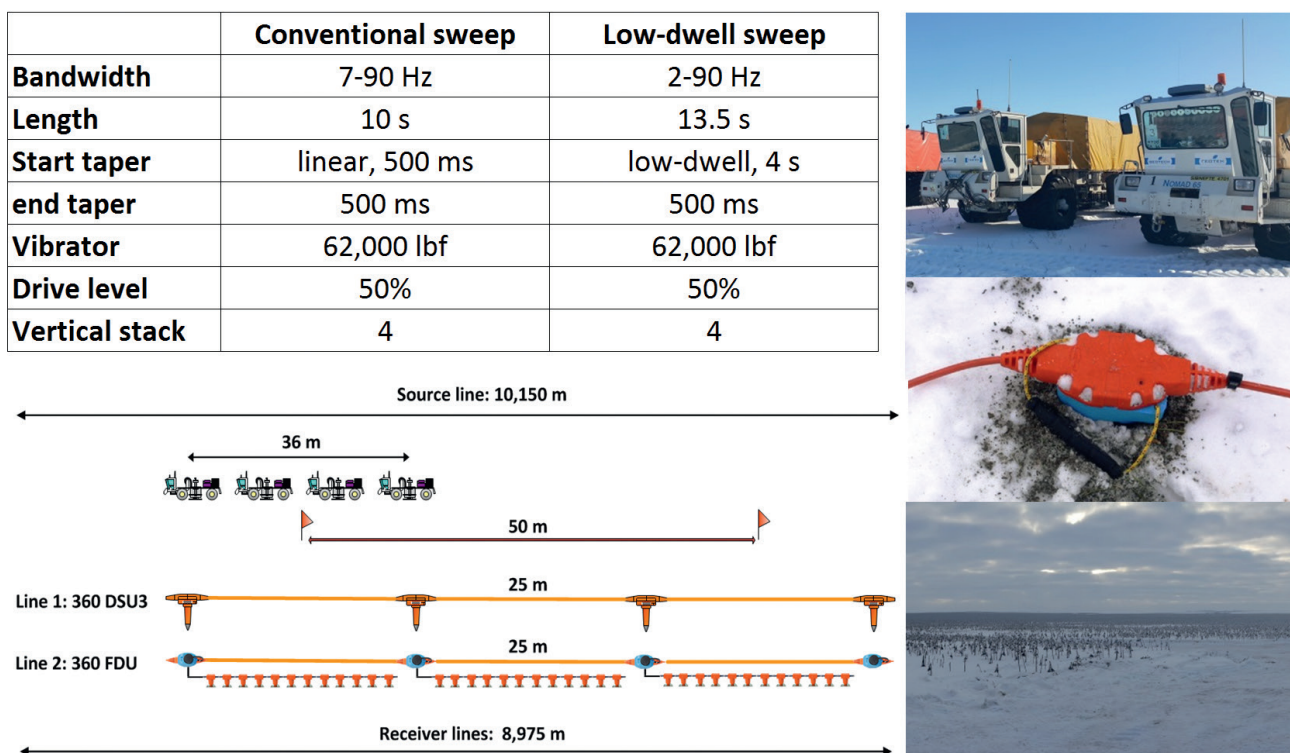 Conventional sweep Low-dwell sweep
Bandwidth 7-90 Hz 2-90 Hz
Length 10 s 13.5 s
Start taper linear, 500 ms low-dwell, 4 s
end taper 500 ms 500 ms
Vibrator 62,000 lbf 62,000 lbf
Drive level 50% 50%
Vertical stack 4 4
NOMAD 65
Source line: 10,150 m
36 m
50 m
Line 1: 360 DSU3
25 m
Line 2: 360 FDU
25 m
Receiver lines: 8,975 m